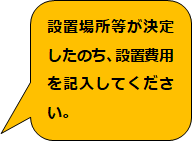 設置場所等が決定
したのち、設置費用
を記入してくださ
い。